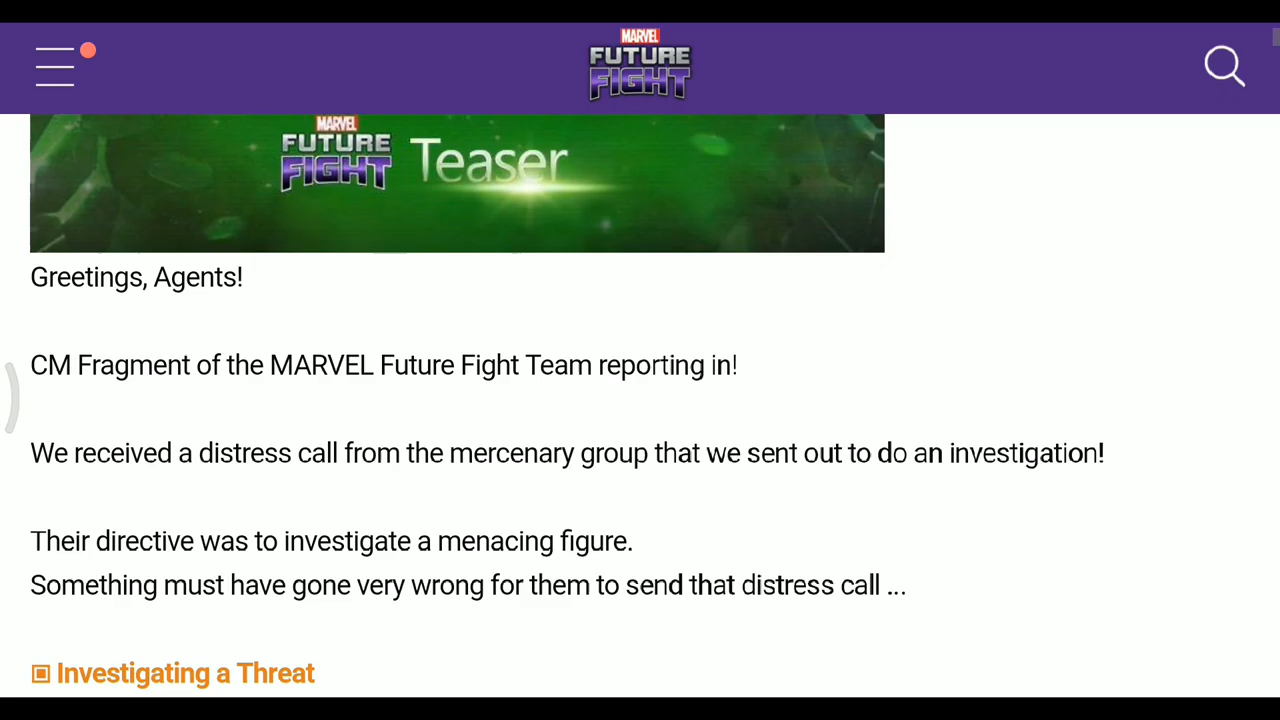 MARVEL
FUTURE
FIGHT
MARVEL
FUTURE
FIGHT
Teaser
Greetings, Agents!
CM Fragment of the MARVEL Future Fight Team reporting in!
We received a distress call from the mercenary group that we sent out to do an investigation!
Their directive was to investigate a menacing figure.
Something must have gone very wrong for them to send that distress call ...
▣ Investigating a Threat